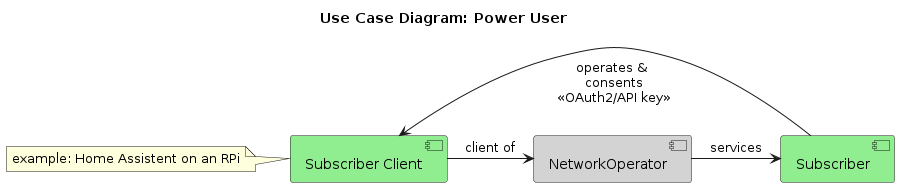 Use Case Diagram: Power User
operates &
consents
«OAuth2/API key»
example: Home Assistent on an RPi
Subscriber Client
client of
NetworkOperator
services
Subscriber